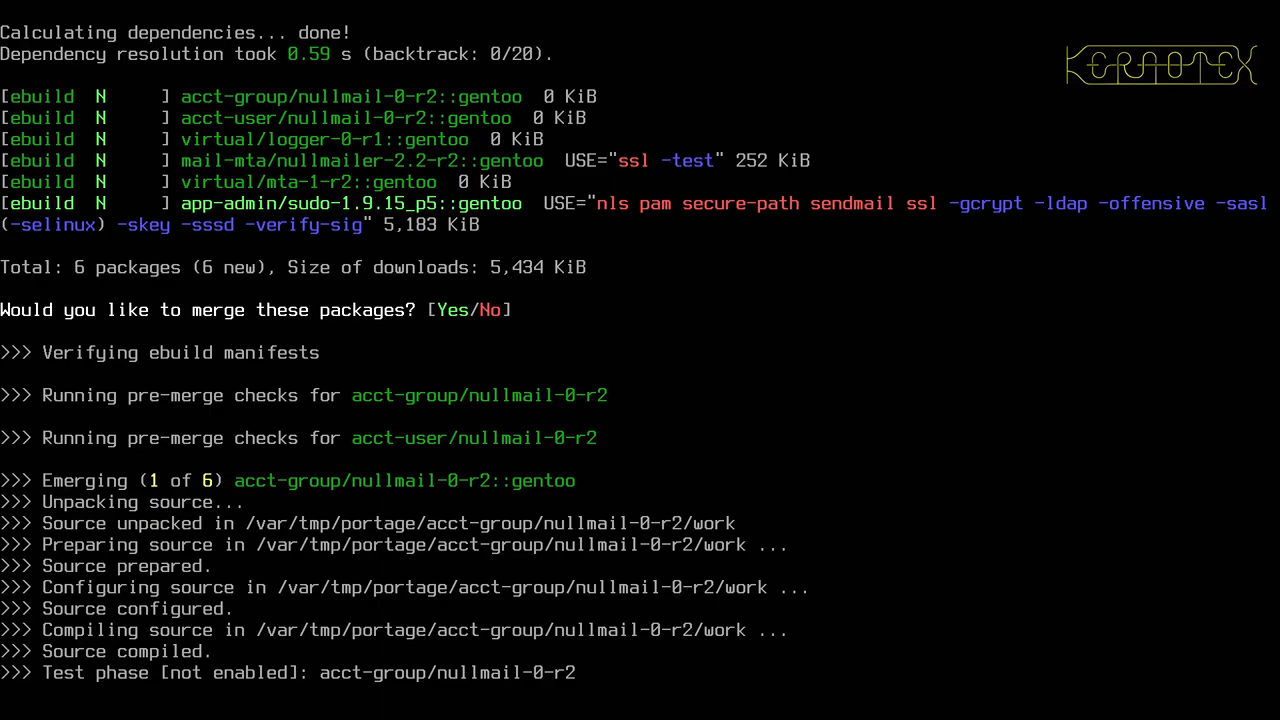 Calculating dependencies... done!
Dependency resolution took 0.59 s (backtrack: 0/20).
KERNOTEX
[ebuild  N     ] acct-group/nullmail-0-r2::gentoo  0 KiB
[ebuild  N     ] acct-user/nullmail-0-r2::gentoo  0 KiB
[ebuild  N     ] virtual/logger-0-r1::gentoo  0 KiB
[ebuild  N     ] mail-mta/nullmailer-2.2-r2::gentoo  USE="ssl -test" 252 KiB
[ebuild  N     ] virtual/mta-1-r2::gentoo  0 KiB
[ebuild  N     ] app-admin/sudo-1.9.15_p5::gentoo  USE="nls pam secure-path sendmail ssl -gcrypt -ldap -offensive -sasl
(-selinux) -skey -sssd -verify-sig" 5,183 KiB
Total: 6 packages (6 new), Size of downloads: 5,434 KiB
Would you like to merge these packages? [Yes/No]
>>> Verifying ebuild manifests
>>> Running pre-merge checks for acct-group/nullmail-0-r2
>>> Running pre-merge checks for acct-user/nullmail-0-r2
>>> Emerging (1 of 6) acct-group/nullmail-0-r2::gentoo
>>> Unpacking source...
>>> Source unpacked in /var/tmp/portage/acct-group/nullmail-0-r2/work
>>> Preparing source in /var/tmp/portage/acct-group/nullmail-0-r2/work ...
>>> Source prepared.
>>> Configuring source in /var/tmp/portage/acct-group/nullmail-0-r2/work ...
>>> Source configured.
>>> Compiling source in /var/tmp/portage/acct-group/nullmail-0-r2/work ...
>>> Source compiled.
>>> Test phase [not enabled]: acct-group/nullmail-0-r2